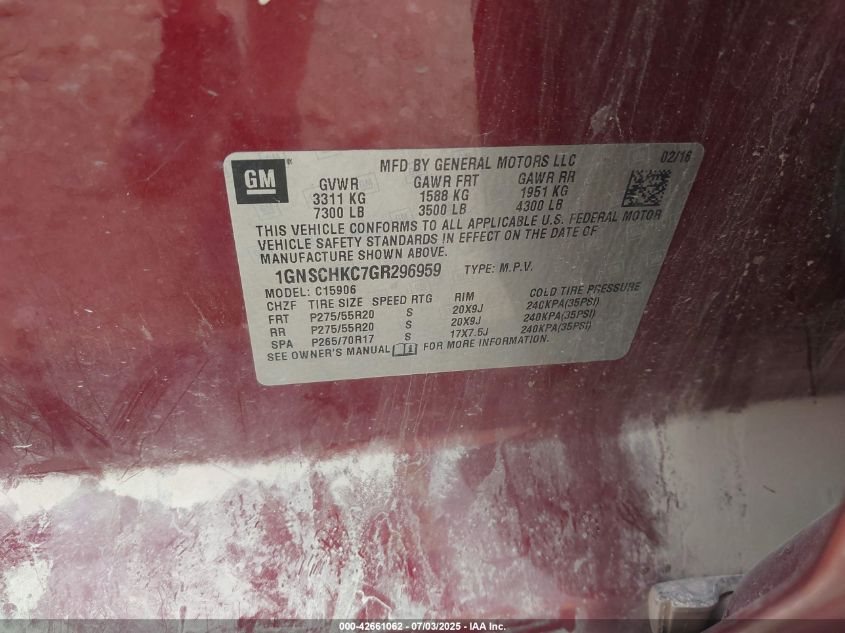 GM
MFD BY GENERAL MOTORS LLC 02/16
GVWR GAWR FRT GAWR RR
3311 KG 1588 KG 1951 KG
7300 LB 3500 LB 4300 LB
THIS VEHICLE CONFORMS TO ALL APPLICABLE U.S. FEDERAL MOTOR
VEHICLE SAFETY STANDARDS IN EFFECT ON THE DATE OF
MANUFACTURE SHOWN ABOVE.
1GNSCHKC7GR296959 TYPE: M.P.V.
MODEL: C15906
CHZF TIRE SIZE SPEED RTG RIM COLD TIRE PRESSURE
FRT P275/55R20 S 20X9J 240KPA(35PSI)
RR P275/55R20 S 20X9J 240KPA(35PSI)
SPA P265/70R17 S 17X7.5J 240KPA(35PSI)
SEE OWNER'S MANUAL FOR MORE INFORMATION.
000-42661062 - 07/03/2025 - IAA Inc.